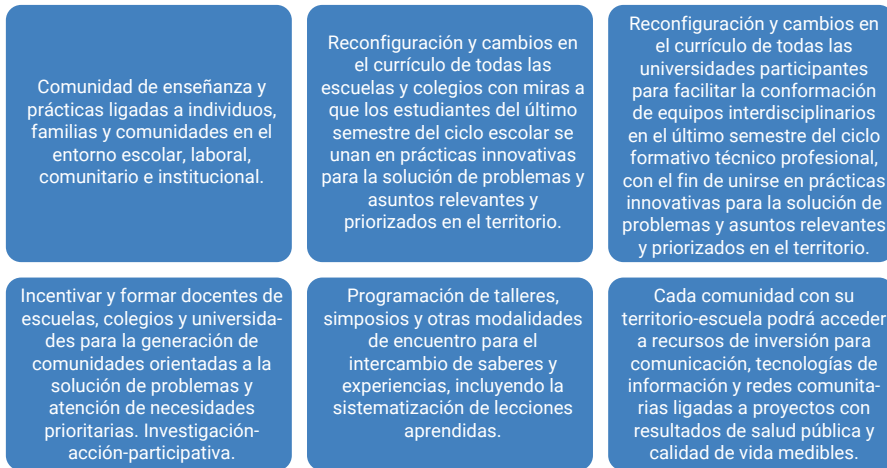 Comunidad de enseñanza y
prácticas ligadas a individuos,
familias y comunidades en el
entorno escolar, laboral,
comunitario e institucional.
Reconfiguración y cambios en
el currículo de todas las
escuelas y colegios con miras a
que los estudiantes del último
semestre del ciclo escolar se
unan en prácticas innovativas
para la solución de problemas y
asuntos relevantes y
priorizados en el territorio.
Reconfiguración y cambios en
el currículo de todas las
universidades participantes
para facilitar la conformación
de equipos interdisciplinarios
en el último semestre del ciclo
formativo técnico profesional,
con el fin de unirse en prácticas
innovativas para la solución de
problemas y asuntos relevantes
y priorizados en el territorio.
Incentivar y formar docentes de
escuelas, colegios y universida-
des para la generación de
comunidades orientadas a la
solución de problemas y
atención de necesidades
prioritarias. Investigación-
acción-participativa.
Programación de talleres,
simposios y otras modalidades
de encuentro para el
intercambio de saberes y
experiencias, incluyendo la
sistematización de lecciones
aprendidas.
Cada comunidad con su
territorio-escuela podrá acceder
a recursos de inversión para
comunicación, tecnologías de
información y redes comunita-
rias ligadas a proyectos con
resultados de salud pública y
calidad de vida medibles.